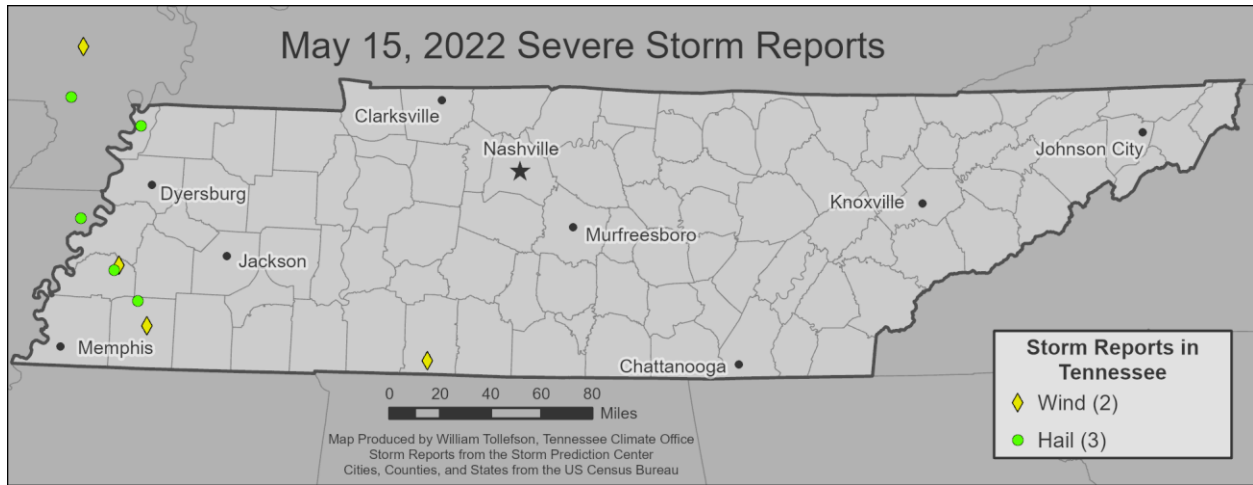 May 15, 2022 Severe Storm Reports
Clarksville
Nashville
Johnson City
Dyersburg
Knoxville
Murfreesboro
Jackson
Memphis
Chattanooga
0 20 40 60 80
Miles
Map Produced by William Tollefson, Tennessee Climate Office
Storm Reports from the Storm Prediction Center
Cities, Counties, and States from the US Census Bureau
Storm Reports in
Tennessee
Wind (2)
Hail (3)